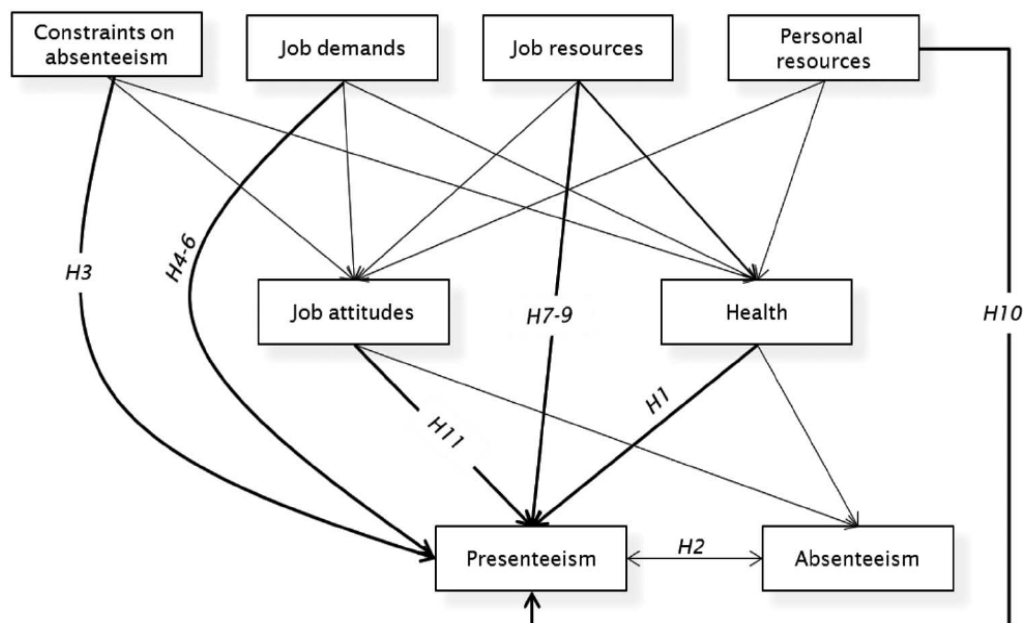 Constraints on
absenteeism
Job demands
Job resources
Personal
resources
H3
H4-6
H7-9
H10
Job attitudes
Health
H11
H1
H2
Presenteeism
Absenteeism